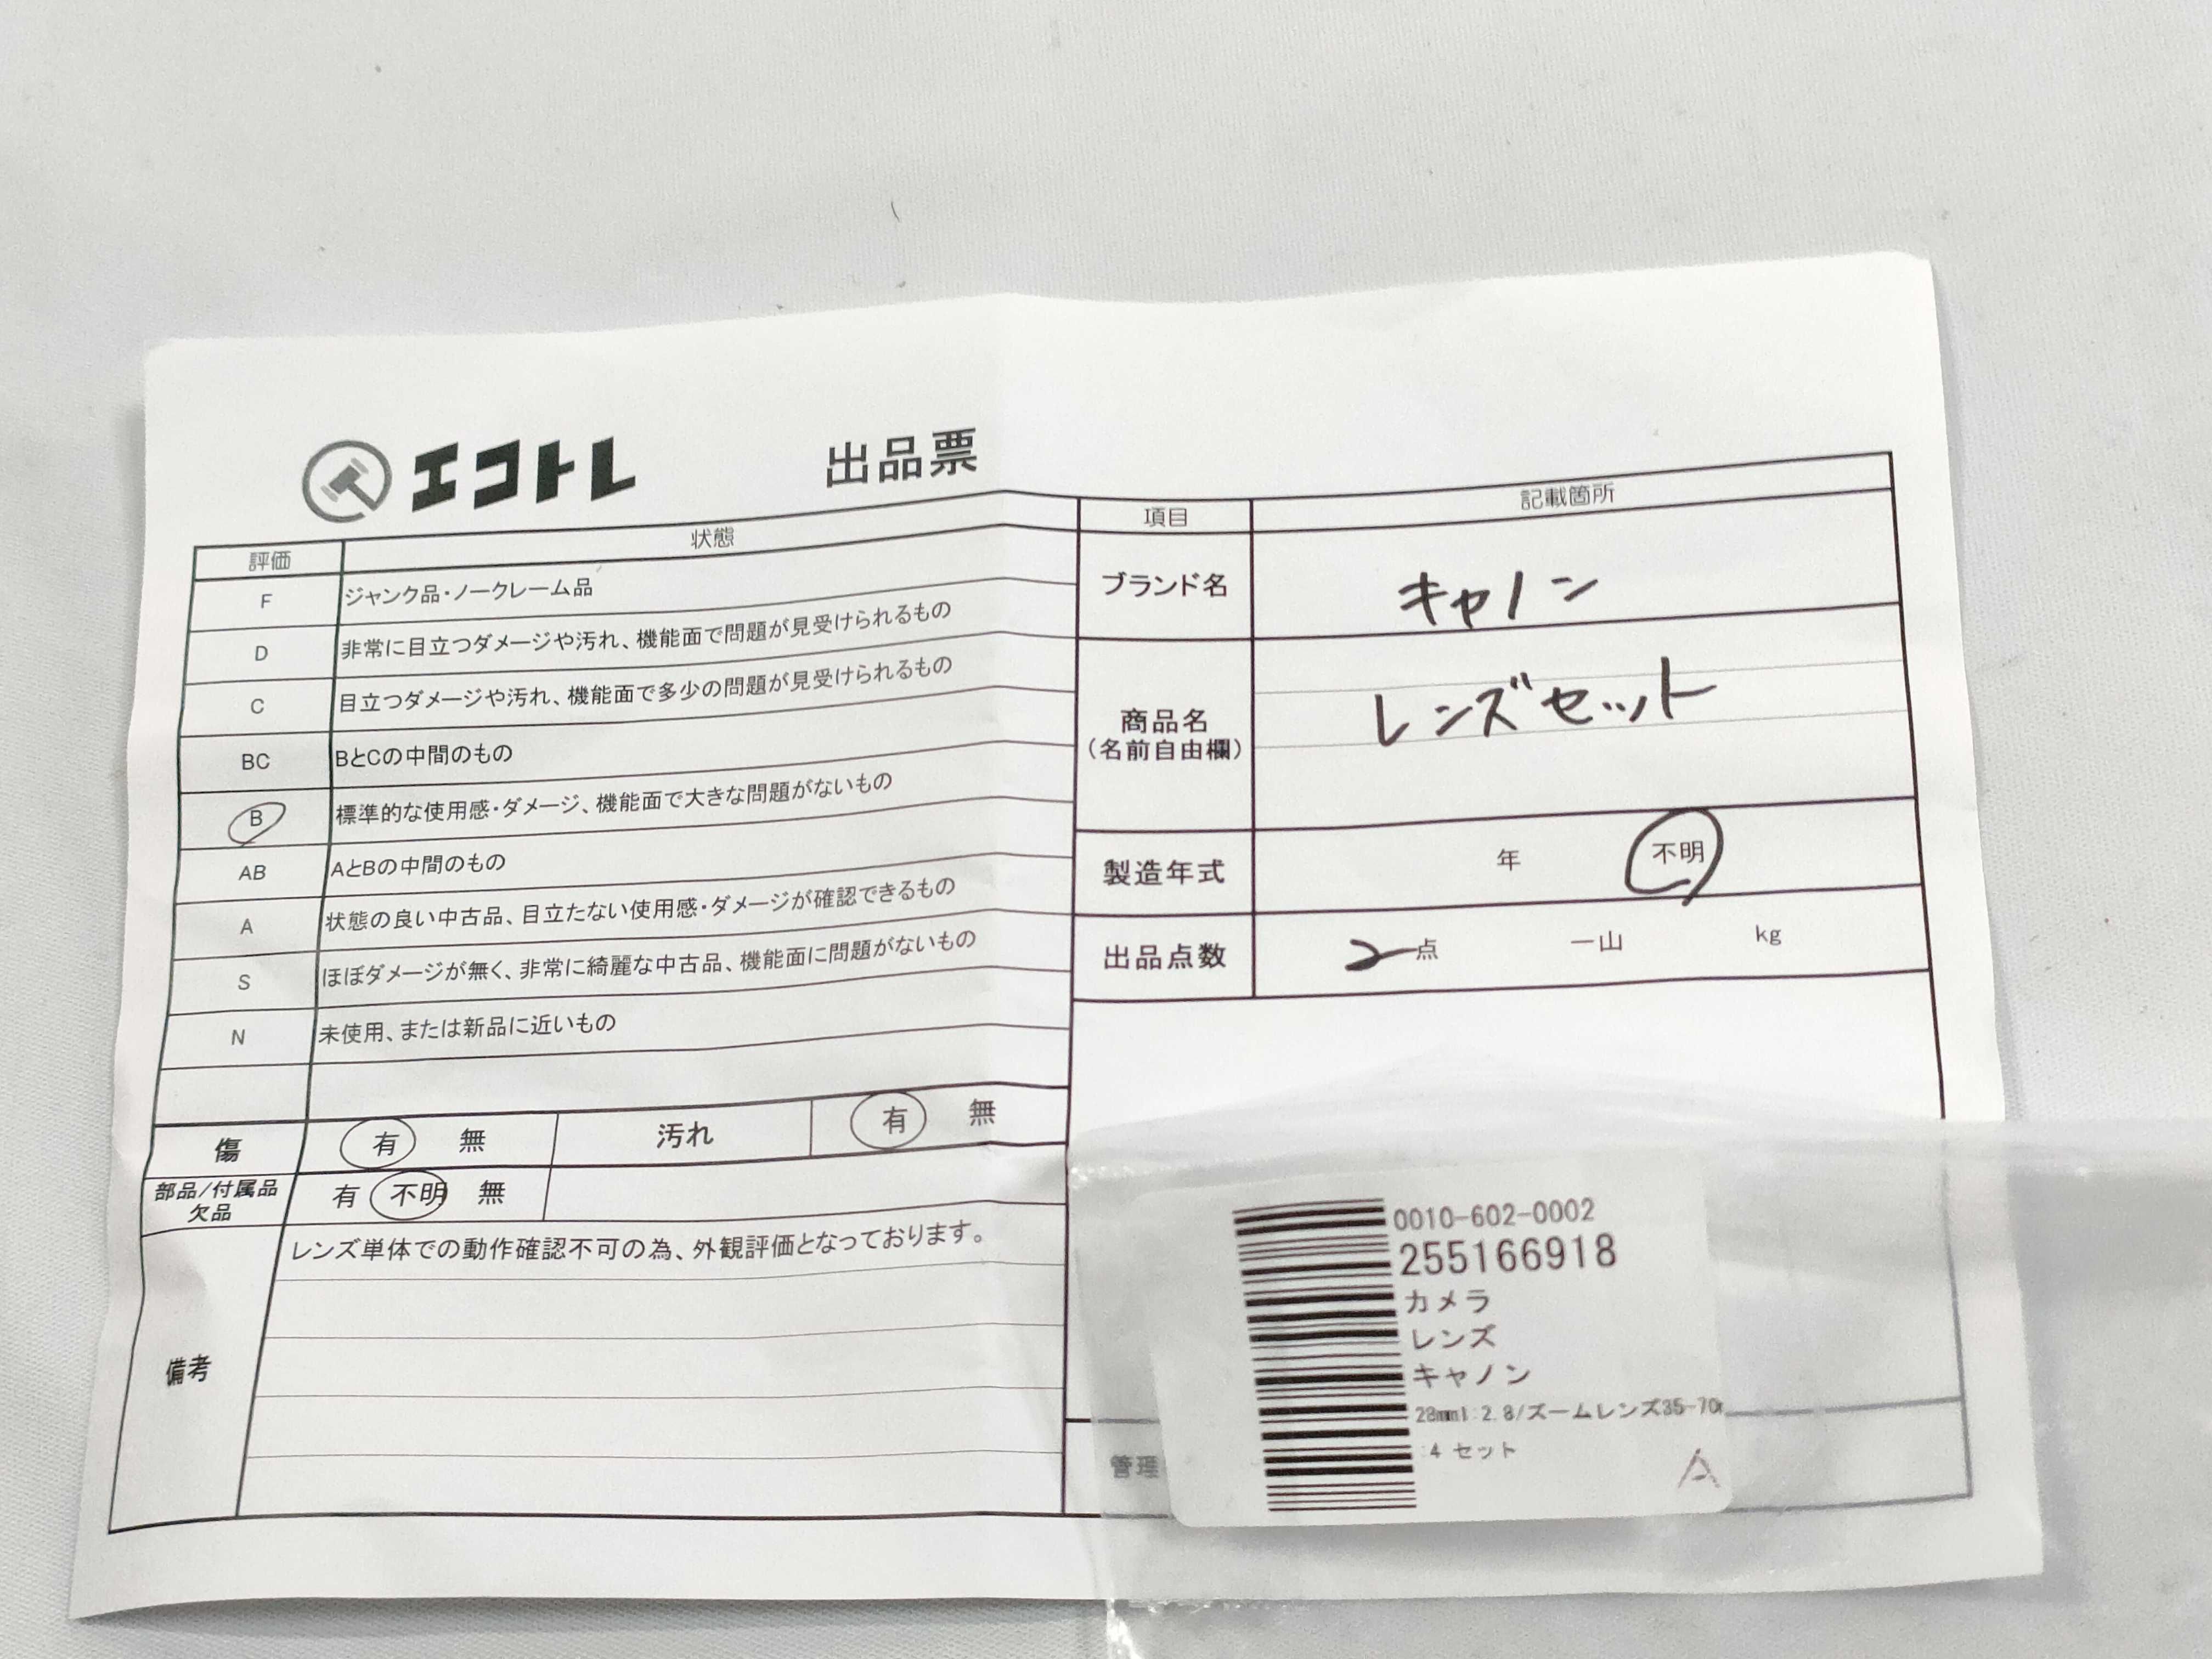 エコトレ 出品票
評価 状態
F ジャンク品・ノークレーム品
D 非常に目立つダメージや汚れ、機能面で問題が見受けられるもの
C 目立つダメージや汚れ、機能面で多少の問題が見受けられるもの
BC BとCの中間のもの
B 標準的な使用感・ダメージ、機能面で大きな問題がないもの
AB AとBの中間のもの
A 状態の良い中古品、目立たない使用感・ダメージが確認できるもの
S ほぼダメージが無く、非常に綺麗な中古品、機能面に問題がないもの
N 未使用、または新品に近いもの
傷 有 無 汚れ 有 無
部品/付属品
欠品 有 不明 無
備考 レンズ単体での動作確認不可の為、外観評価となっております。
項目 記載箇所
ブランド名 キャノン
商品名
(名前自由欄) レンズセット
製造年式 年 不明
出品点数 2点 一山 kg
管理
0010-602-0002
255166918
カメラ
レンズ
キャノン
28mm1:2.8/ズームレンズ35-70m
:4 セット
A